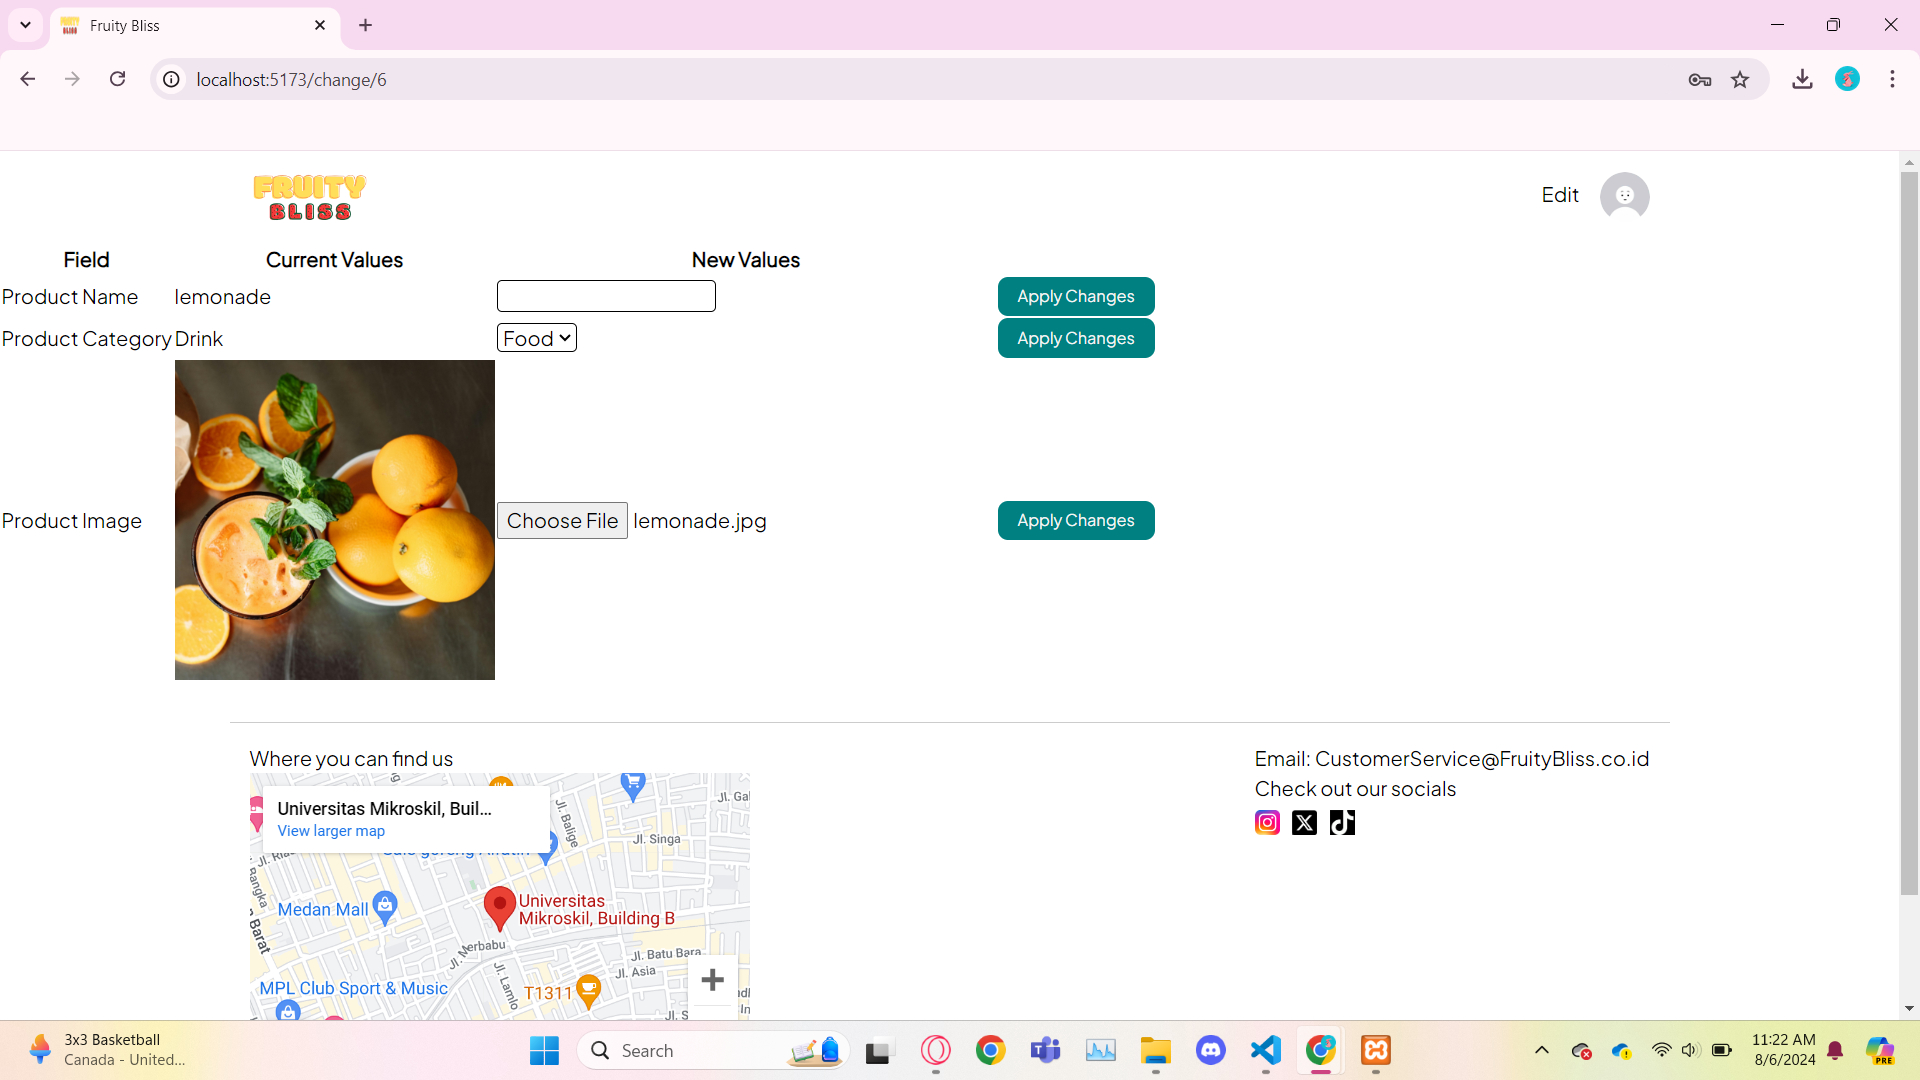 Fruity Bliss
localhost:5173/change/6
FRUITY
BLISS
Edit
Field Current Values New Values
Product Name lemonade Apply Changes
Product Category Drink Food Apply Changes
Product Image Choose File lemonade.jpg Apply Changes
Where you can find us
Email: CustomerService@FruityBliss.co.id
Check out our socials
Universitas Mikroskil, Buil...
View larger map
Jl. Balige
Jl. Singa
Medan Mall
Universitas
Mikroskil, Building B
Barat
Jl. Batu Bara
Jl. Asia
Jl. Lamlo
MPL Club Sport & Music
T1311
3x3 Basketball
Canada - United...
Search
PRE
11:22 AM
8/6/2024